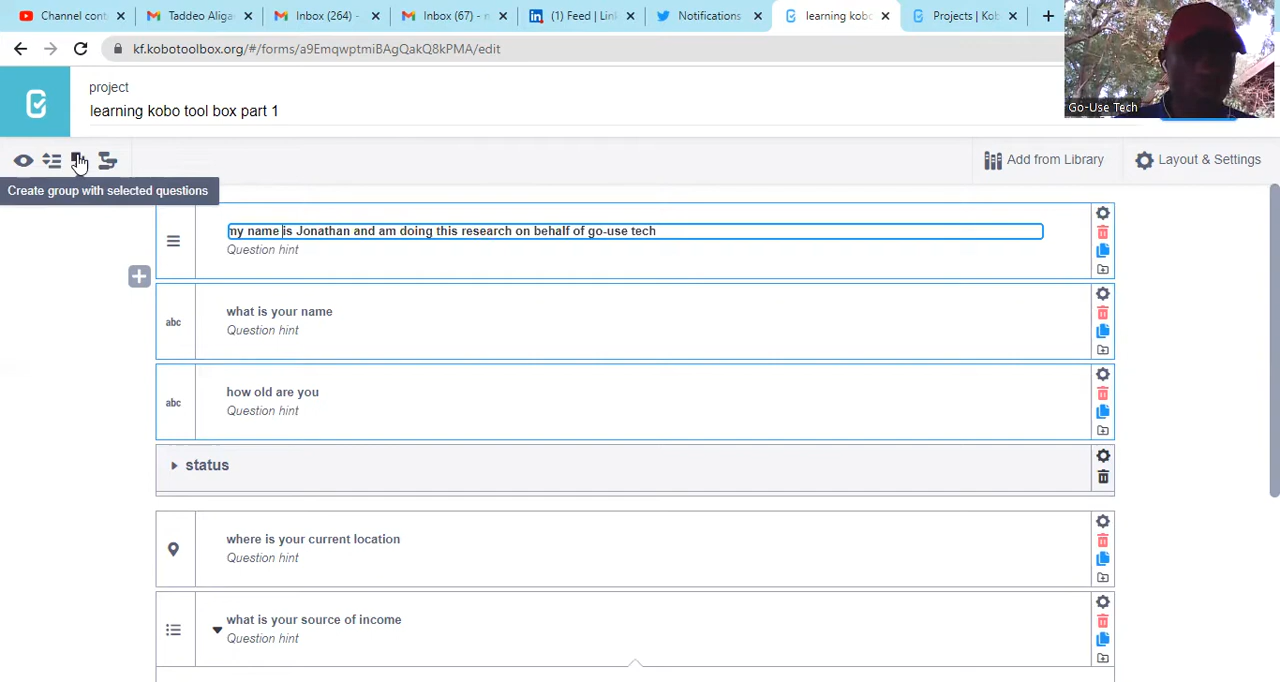 Channel cont
Taddeo Aliga
Inbox (264) -
Inbox (67) - n
(1) Feed | Link
Notifications
learning kobo
Projects | Kob
kf.kobotoolbox.org/#/forms/a9EmqwptmiBAgQakQ8kPMA/edit
Go-Use Tech
project
learning kobo tool box part 1
Add from Library
Layout & Settings
Create group with selected questions
my name is Jonathan and am doing this research on behalf of go-use tech
Question hint
abc
what is your name
Question hint
abc
how old are you
Question hint
status
where is your current location
Question hint
what is your source of income
Question hint